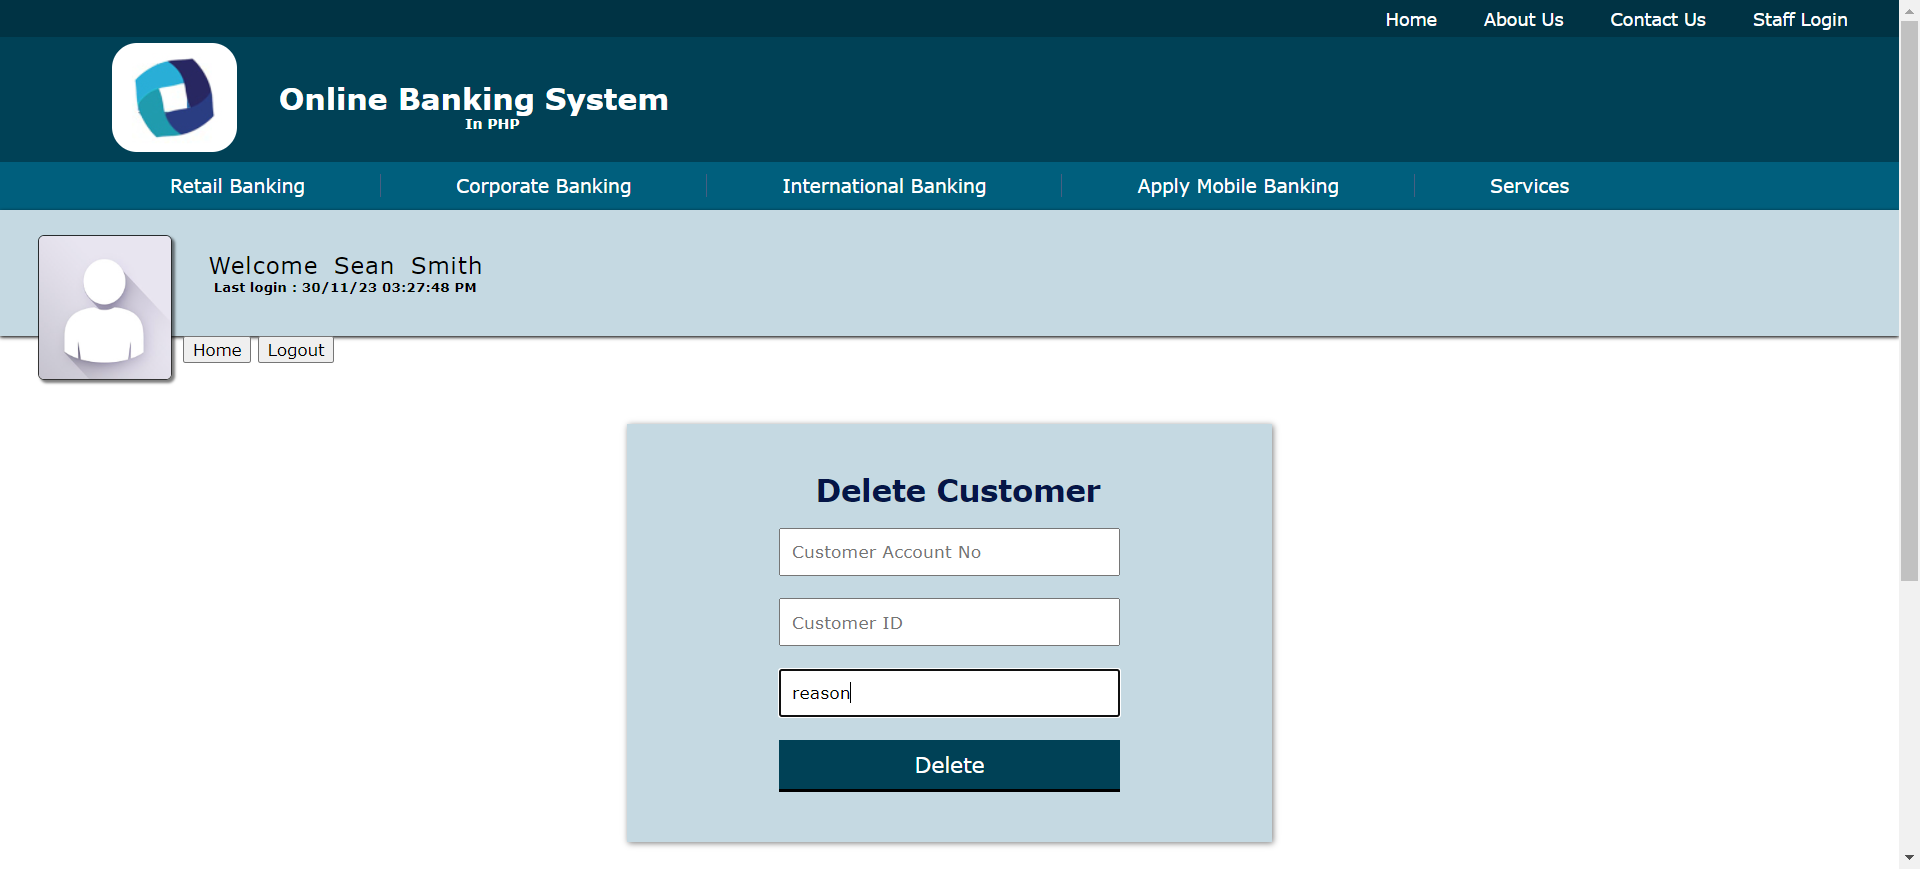 Home About Us Contact Us Staff Login
Online Banking System
In PHP
Retail Banking Corporate Banking International Banking Apply Mobile Banking Services
Welcome Sean Smith
Last login : 30/11/23 03:27:48 PM
Home Logout
Delete Customer
Customer Account No
Customer ID
reason
Delete